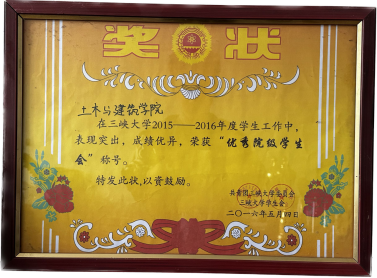 奖 状
土木与建筑学院
在三峡大学2015——2016年度学生工作中，
表现突出，成绩优异，荣获“优秀院级学生
会”称号。
特发此状，以资鼓励。
共青团三峡大学委员会
三峡大学学生会
二〇一六年五月四日